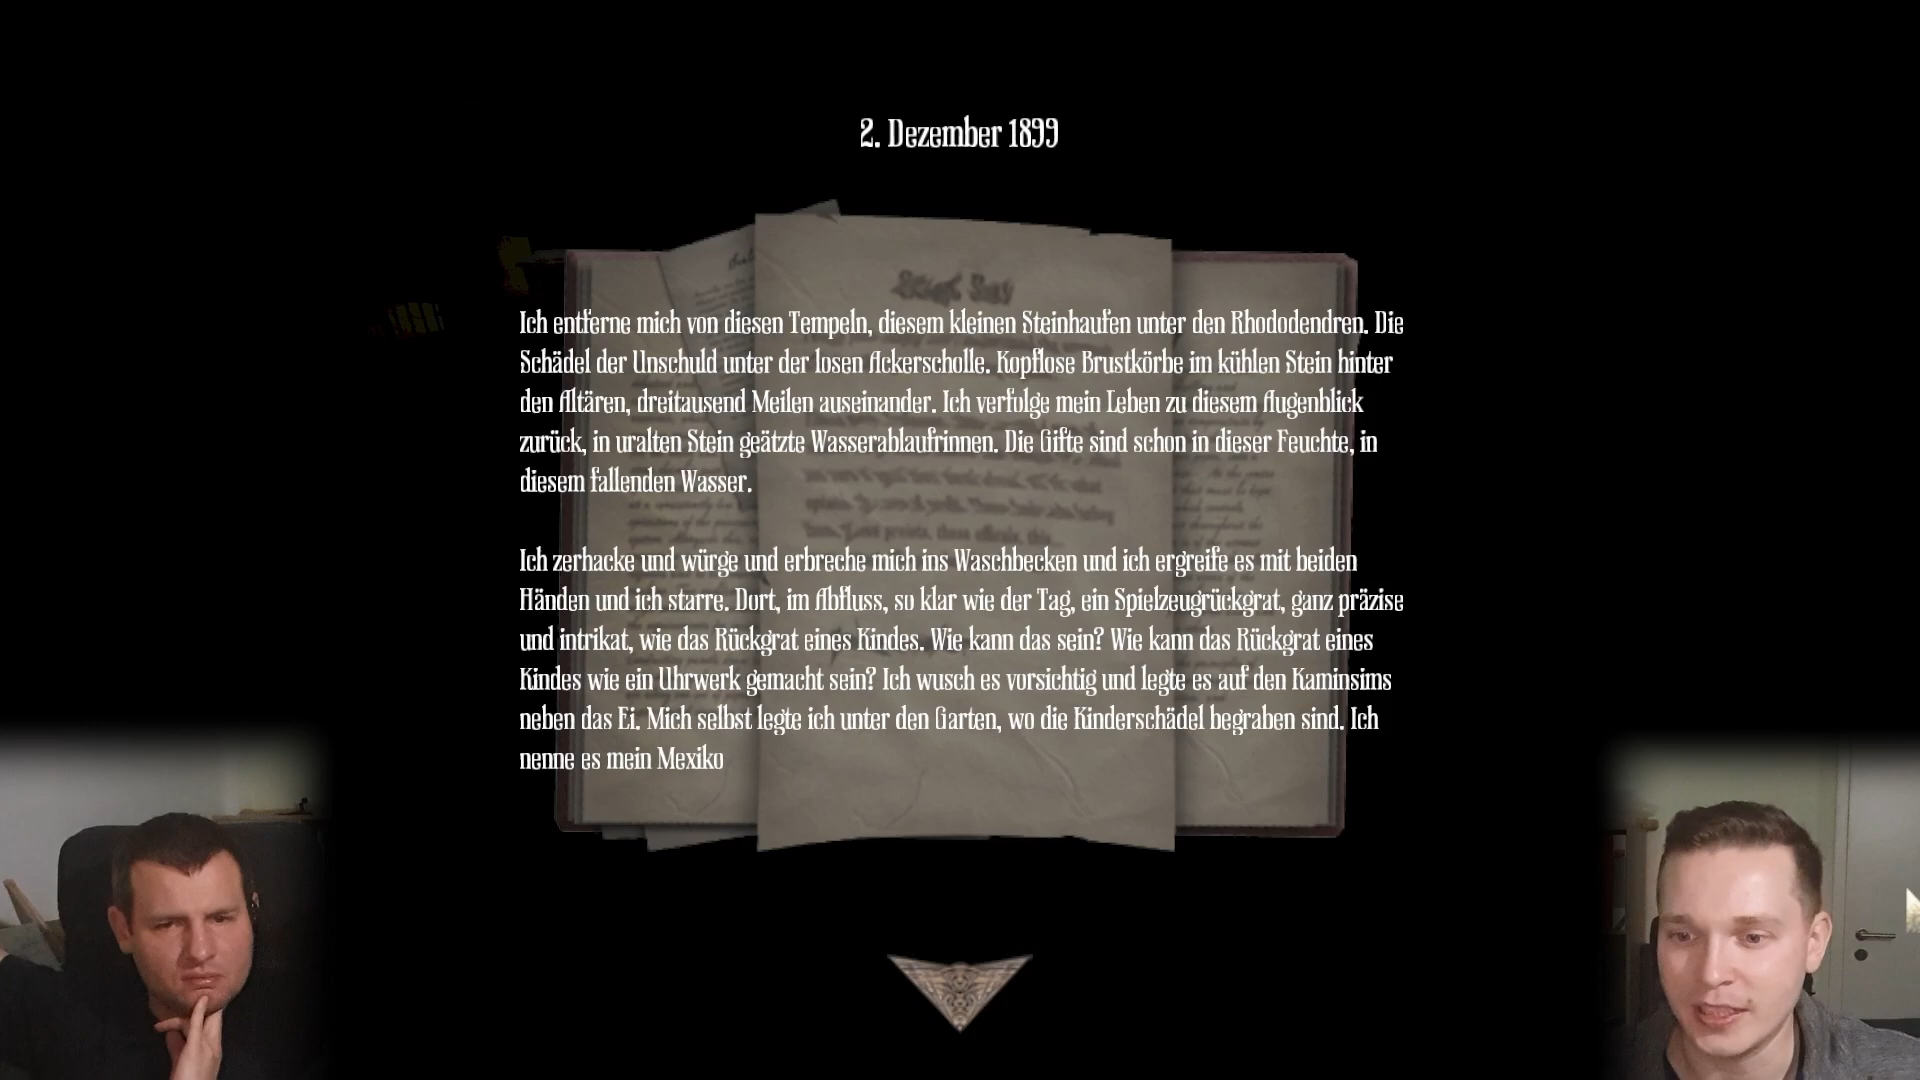 2. Dezember 1899
Ich entferne mich von diesen Tempeln, diesem kleinen Steinhaufen unter den Rhododendren. Die
Schädel der Unschuld unter der losen Ackerscholle. Kopflose Brustkörbe im kühlen Stein hinter
den Altären, dreitausend Meilen auseinander. Ich verfolge mein Leben zu diesem Augenblick
zurück, in uralten Stein geätzte Wasserablaufrinnen. Die Gifte sind schon in dieser Feuchte, in
diesem fallenden Wasser.
Ich zerhacke und würge und erbreche mich ins Waschbecken und ich ergreife es mit beiden
Händen und ich starre. Dort, im Abfluss, so klar wie der Tag, ein Spielzeugrückgrat, ganz präzise
und intrikat, wie das Rückgrat eines Kindes. Wie kann das sein? Wie kann das Rückgrat eines
Kindes wie ein Uhrwerk gemacht sein? Ich wusch es vorsichtig und legte es auf den Kaminsims
neben das Ei. Mich selbst legte ich unter den Garten, wo die Kinderschädel begraben sind. Ich
nenne es mein Mexiko